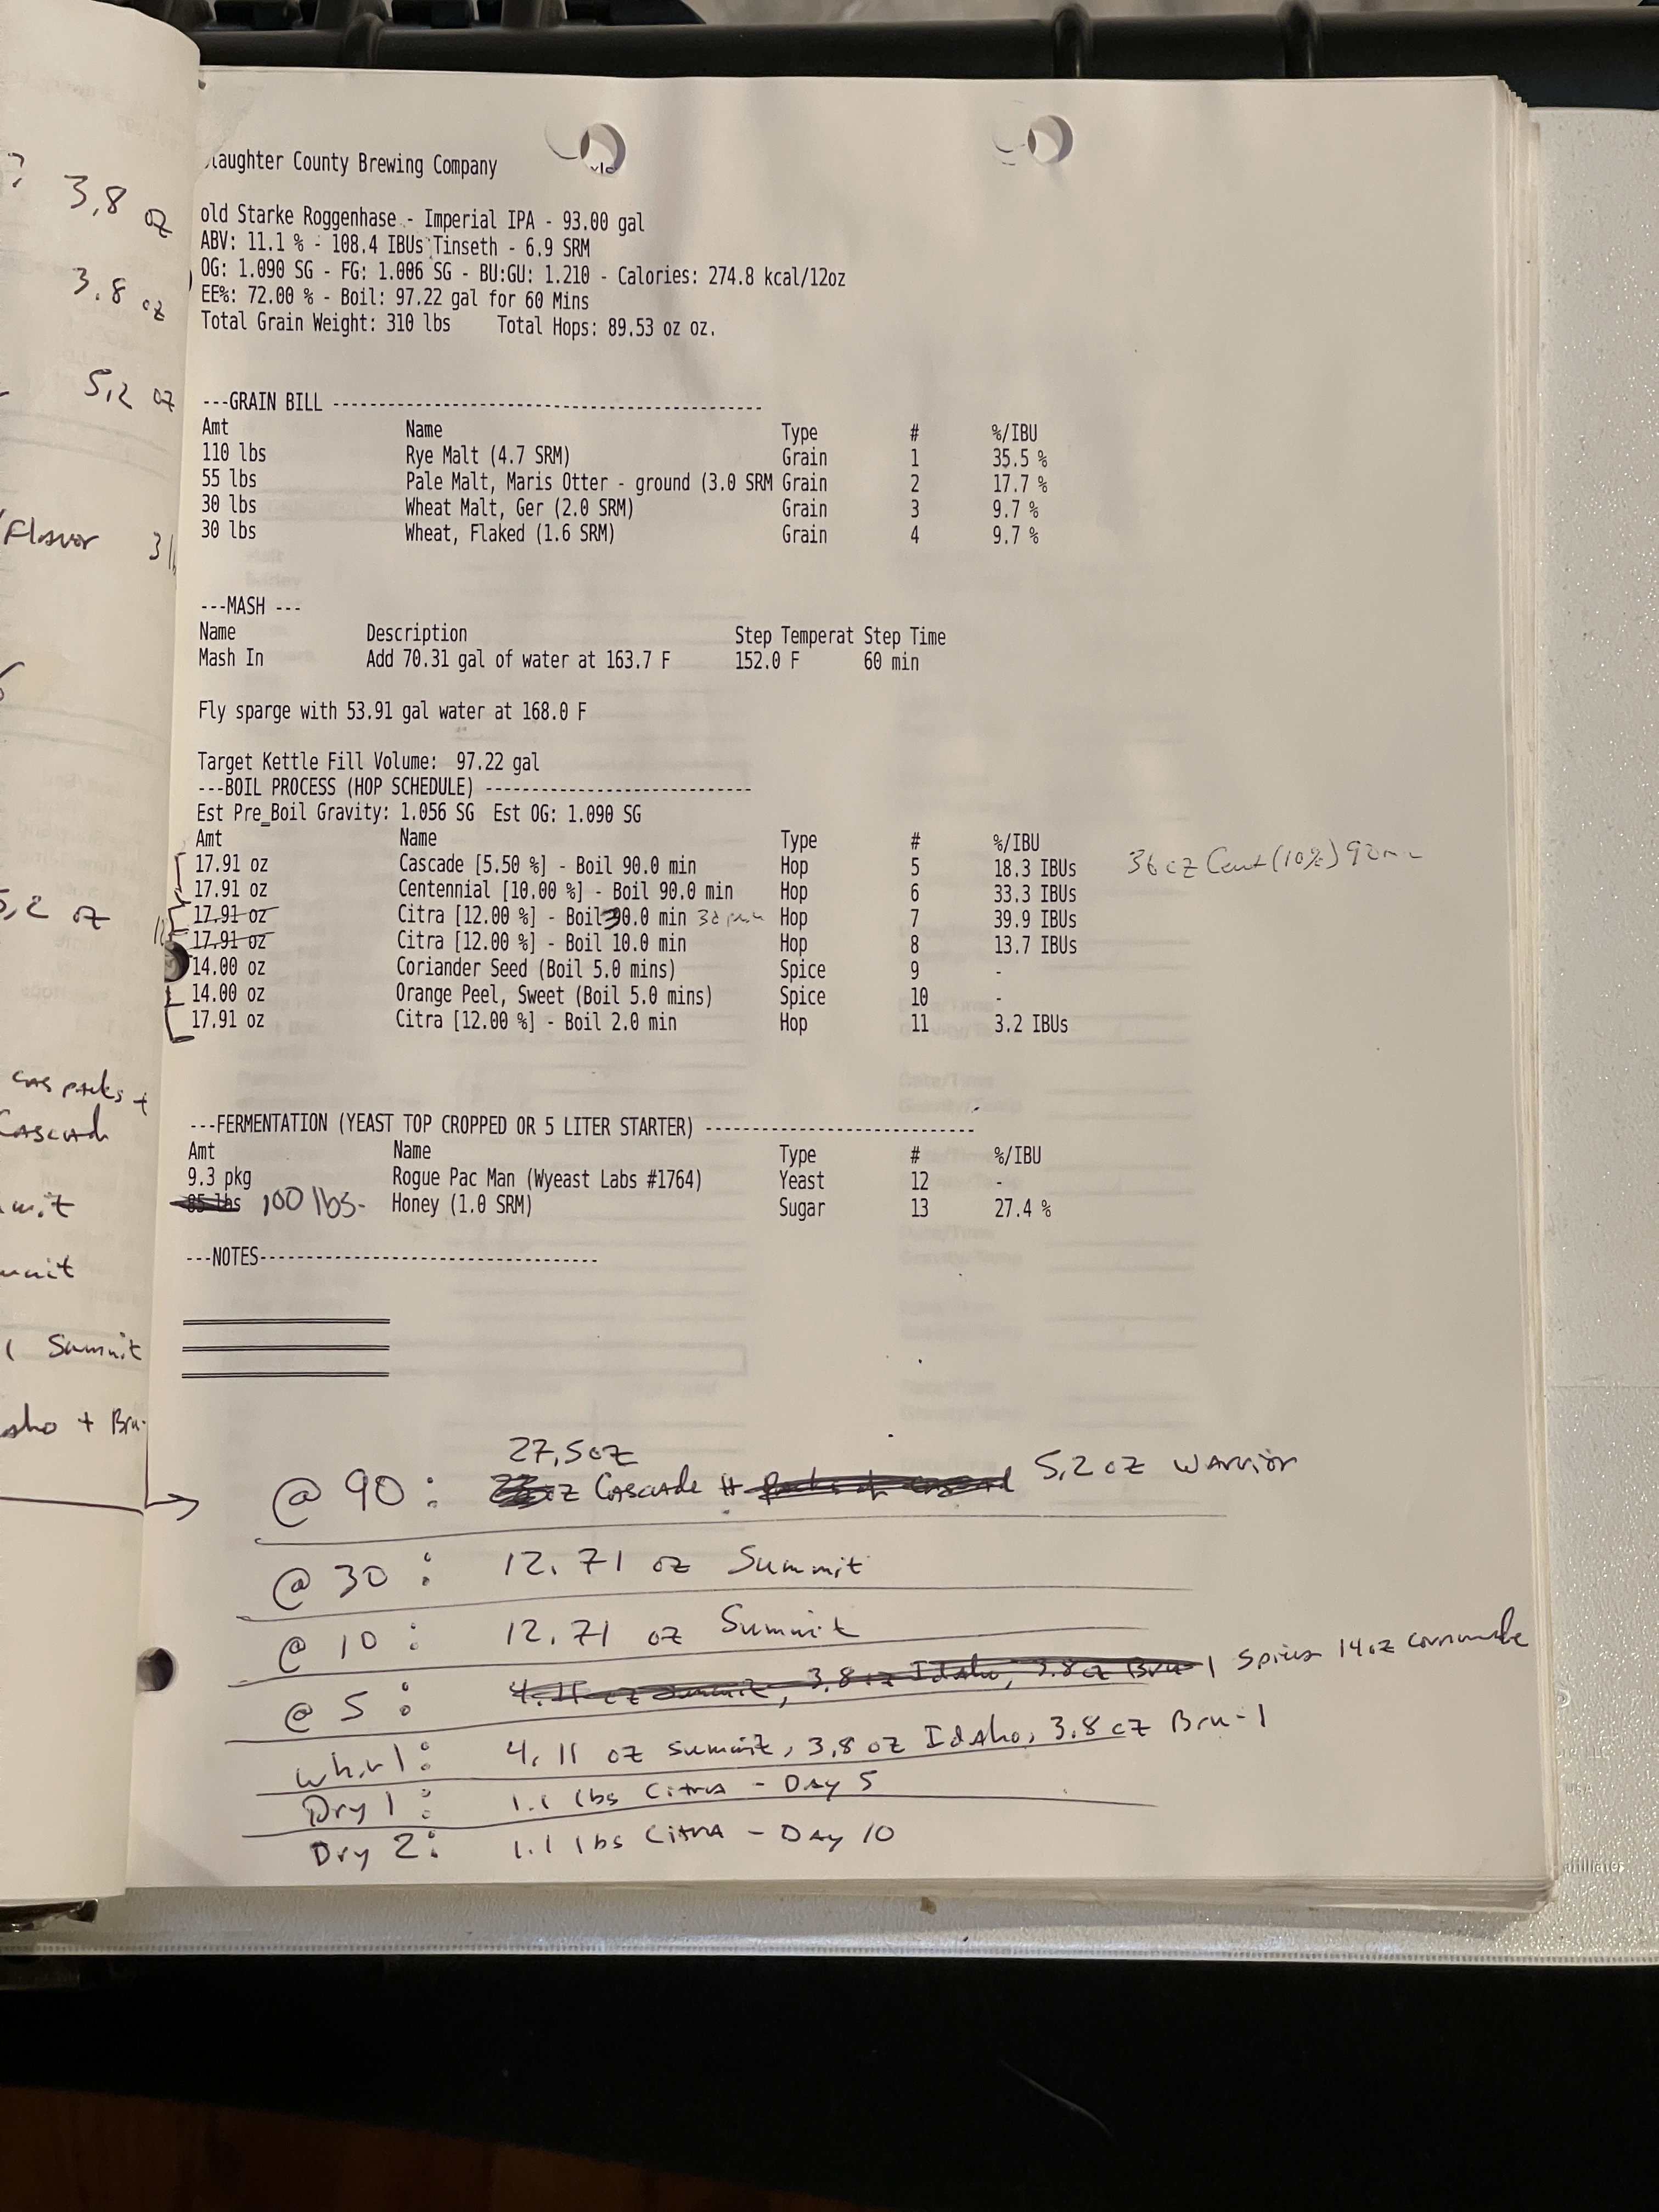 ? 3,8 oz
3.8 oz
5,2 oz
Flavor 3
5,2 oz
packs +
Cascade
Summit
+ Bru-
laughter County Brewing Company
old Starke Roggenhase - Imperial IPA - 93.00 gal
ABV: 11.1 % - 108.4 IBUs Tinseth - 6.9 SRM
OG: 1.090 SG - FG: 1.006 SG - BU:GU: 1.210 - Calories: 274.8 kcal/12oz
EE%: 72.00 % - Boil: 97.22 gal for 60 Mins
Total Grain Weight: 310 lbs Total Hops: 89.53 oz oz.
---GRAIN BILL ----------------------------------------------
Amt Name Type # %/IBU
110 lbs Rye Malt (4.7 SRM) Grain 1 35.5 %
55 lbs Pale Malt, Maris Otter - ground (3.0 SRM Grain 2 17.7 %
30 lbs Wheat Malt, Ger (2.0 SRM) Grain 3 9.7 %
30 lbs Wheat, Flaked (1.6 SRM) Grain 4 9.7 %
---MASH ---
Name Description Step Temperat Step Time
Mash In Add 70.31 gal of water at 163.7 F 152.0 F 60 min
Fly sparge with 53.91 gal water at 168.0 F
Target Kettle Fill Volume: 97.22 gal
---BOIL PROCESS (HOP SCHEDULE) -----------------------------
Est Pre_Boil Gravity: 1.056 SG Est OG: 1.090 SG
Amt Name Type # %/IBU
17.91 oz Cascade [5.50 %] - Boil 90.0 min Hop 5 18.3 IBUs 36 oz Cent (10%) 90
17.91 oz Centennial [10.00 %] - Boil 90.0 min Hop 6 33.3 IBUs
17.91 oz Citra [12.00 %] - Boil 30.0 min 30 min Hop 7 39.9 IBUs
17.91 oz Citra [12.00 %] - Boil 10.0 min Hop 8 13.7 IBUs
14.00 oz Coriander Seed (Boil 5.0 mins) Spice 9 -
14.00 oz Orange Peel, Sweet (Boil 5.0 mins) Spice 10 -
17.91 oz Citra [12.00 %] - Boil 2.0 min Hop 11 3.2 IBUs
---FERMENTATION (YEAST TOP CROPPED OR 5 LITER STARTER) -----------------------------
Amt Name Type # %/IBU
9.3 pkg Rogue Pac Man (Wyeast Labs #1764) Yeast 12 -
85 lbs 100 lbs- Honey (1.0 SRM) Sugar 13 27.4 %
---NOTES------------------------------------
27,5 oz
@ 90: oz Cascade 5,2 oz Warrior
@ 30: 12.71 oz Summit
@ 10: 12.71 oz Summit
@ 5: 4.11 oz Summit, 3.8 oz Idaho, 3.8 oz Bru-1 Spices 14 oz
whirl: 4.11 oz summit, 3.8 oz Idaho, 3.8 oz Bru-1
Dry 1: 1.1 lbs Citra - Day 5
Dry 2: 1.1 lbs Citra - Day 10